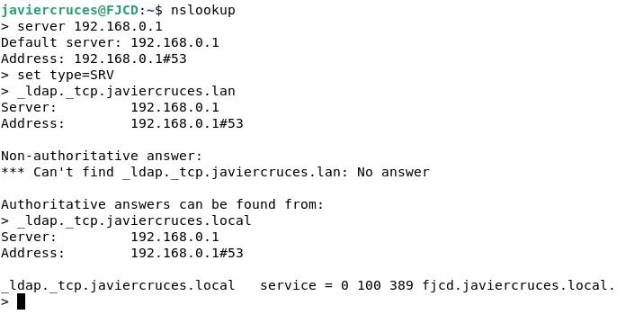 javiercruces@FJCD:~$ nslookup
> server 192.168.0.1
Default server: 192.168.0.1
Address: 192.168.0.1#53
> set type=SRV
> _ldap._tcp.javiercruces.lan
Server:         192.168.0.1
Address:        192.168.0.1#53

Non-authoritative answer:
*** Can't find _ldap._tcp.javiercruces.lan: No answer

Authoritative answers can be found from:
> _ldap._tcp.javiercruces.local
Server:         192.168.0.1
Address:        192.168.0.1#53

_ldap._tcp.javiercruces.local   service = 0 100 389 fjcd.javiercruces.local.
>